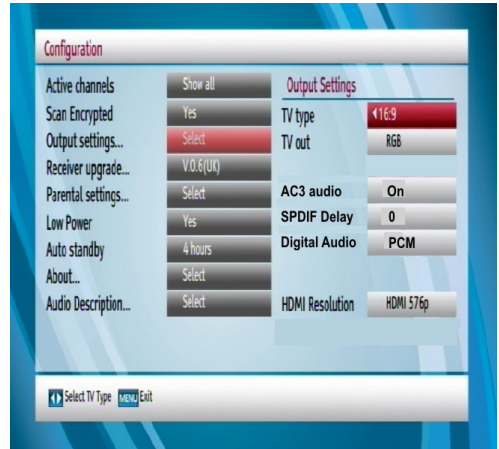 Configuration
Active channels Show all
Scan Encrypted Yes
Output settings... Select
Receiver upgrade... V.0.6(UK)
Parental settings... Select
Low Power Yes
Auto standby 4 hours
About... Select
Audio Description... Select
Output Settings
TV type 16:9
TV out RGB
AC3 audio On
SPDIF Delay 0
Digital Audio PCM
HDMI Resolution HDMI 576p
Select TV Type MENU Exit